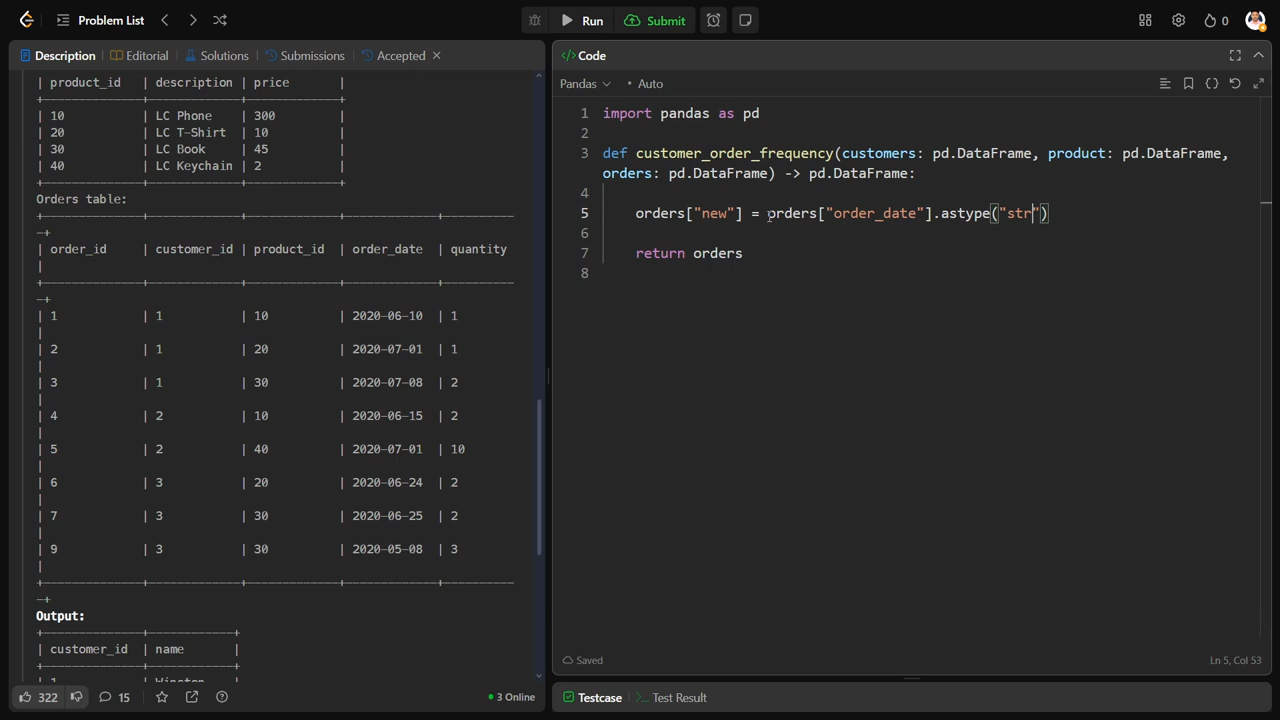 Problem List
Run
Submit
0
Description
Editorial
Solutions
Submissions
Accepted
| product_id | description | price |
| 10 | LC Phone | 300
| 20 | LC T-Shirt | 10
| 30 | LC Book | 45
| 40 | LC Keychain | 2
Orders table:
| order_id | customer_id | product_id | order_date | quantity
|
| 1 | 1 | 10 | 2020-06-10 | 1
|
| 2 | 1 | 20 | 2020-07-01 | 1
|
| 3 | 1 | 30 | 2020-07-08 | 2
|
| 4 | 2 | 10 | 2020-06-15 | 2
|
| 5 | 2 | 40 | 2020-07-01 | 10
|
| 6 | 3 | 20 | 2020-06-24 | 2
|
| 7 | 3 | 30 | 2020-06-25 | 2
|
| 9 | 3 | 30 | 2020-05-08 | 3
|
Output:
| customer_id | name |
| 1 | Winston
322
15
3 Online
</> Code
Pandas
Auto
1 import pandas as pd
2
3 def customer_order_frequency(customers: pd.DataFrame, product: pd.DataFrame,
orders: pd.DataFrame) -> pd.DataFrame:
4
5 orders["new"] = orders["order_date"].astype("str")
6
7 return orders
8
Saved
Ln 5, Col 53
Testcase
>_ Test Result